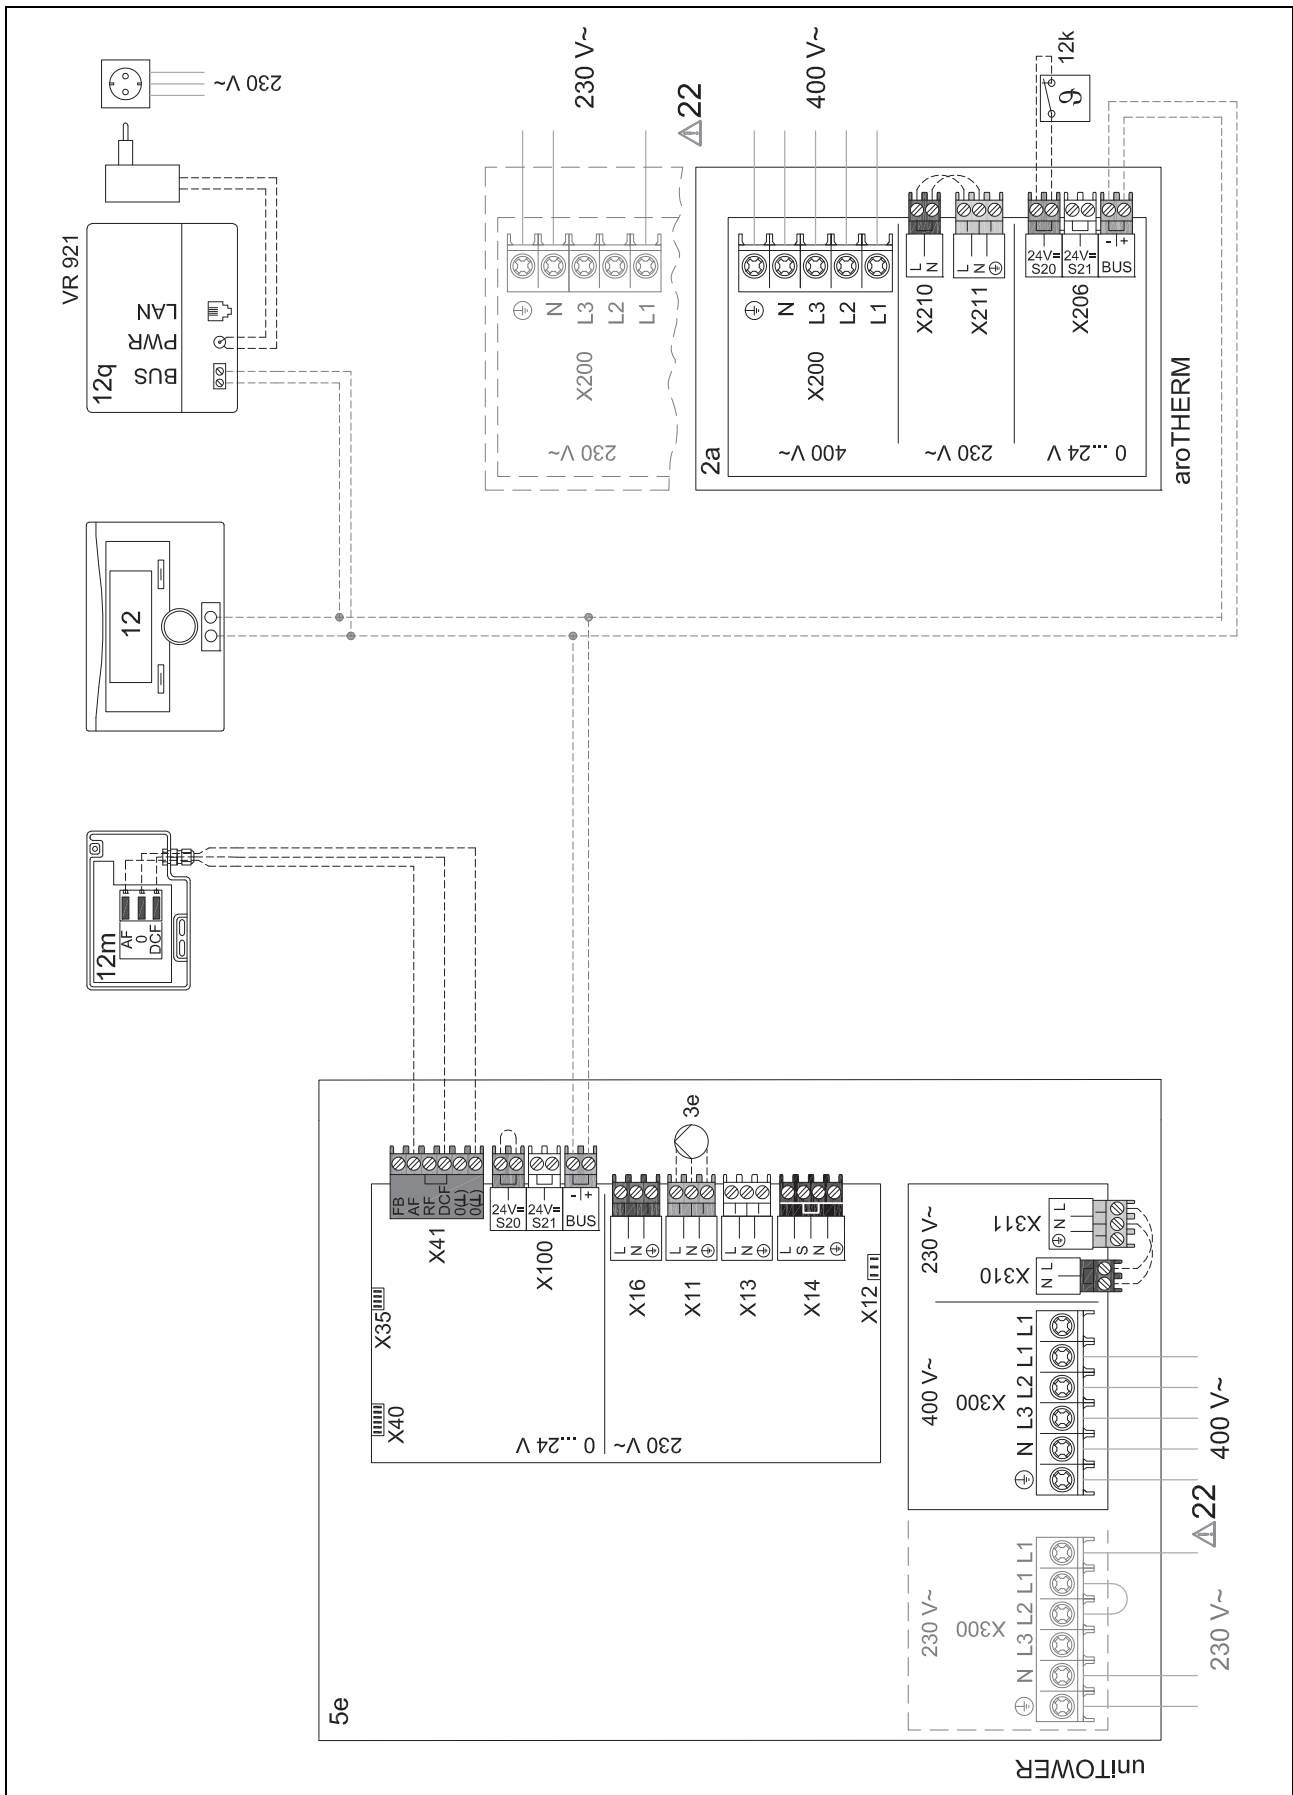 230 V~
VR 921
LAN
PWR
BUS
12q
230 V~
⚠22
400 V~
12k
ϑ
N
L3
L2
L1
X200
230 V~
2a
N
L3
L2
L1
X200
400 V~
L
N
X210
L
N
X211
230 V~
24V=
S20
24V=
S21
- +
BUS
X206
0...24 V
aroTHERM
12
12m
AF
0
DCF
5e
FB
AF
RF
DCF
0(⊥)
0(⊥)
X41
24V=
S20
24V=
S21
X100
- +
BUS
X35
X40
0...24 V
230 V~
L
N
X16
L
N
X11
3e
L
N
X13
L
S
N
X14
X12
230 V~
X311
N L
X310
N L
400 V~
X300
N L3 L2 L1 L1
400 V~
⚠22
230 V~
X300
N L3 L2 L1 L1
230 V~
uniTOWER